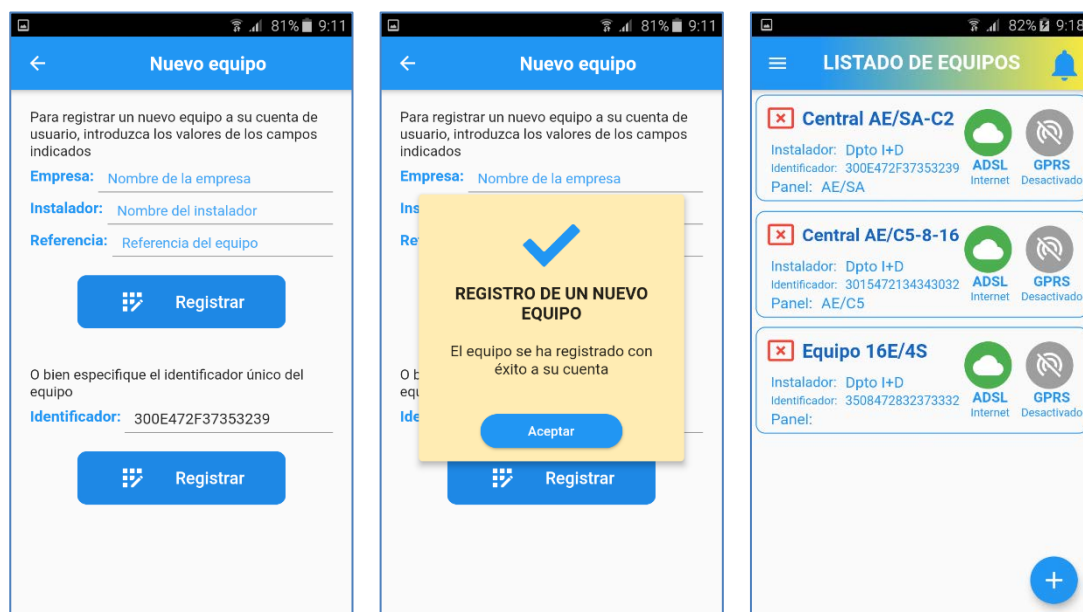 81% 9:11
Nuevo equipo
Para registrar un nuevo equipo a su cuenta de
usuario, introduzca los valores de los campos
indicados
Empresa: Nombre de la empresa
Instalador: Nombre del instalador
Referencia: Referencia del equipo
Registrar
O bien especifique el identificador único del
equipo
Identificador: 300E472F37353239
Registrar
81% 9:11
Nuevo equipo
Para registrar un nuevo equipo a su cuenta de
usuario, introduzca los valores de los campos
indicados
Empresa: Nombre de la empresa
Ins
Re
REGISTRO DE UN NUEVO
EQUIPO
El equipo se ha registrado con
éxito a su cuenta
O b
equ
Ide
Aceptar
Registrar
82% 9:18
LISTADO DE EQUIPOS
Central AE/SA-C2
Instalador: Dpto I+D
Identificador: 300E472F37353239
Panel: AE/SA
ADSL
Internet
GPRS
Desactivado
Central AE/C5-8-16
Instalador: Dpto I+D
Identificador: 3015472134343032
Panel: AE/C5
ADSL
Internet
GPRS
Desactivado
Equipo 16E/4S
Instalador: Dpto I+D
Identificador: 3508472832373332
Panel:
ADSL
Internet
GPRS
Desactivado